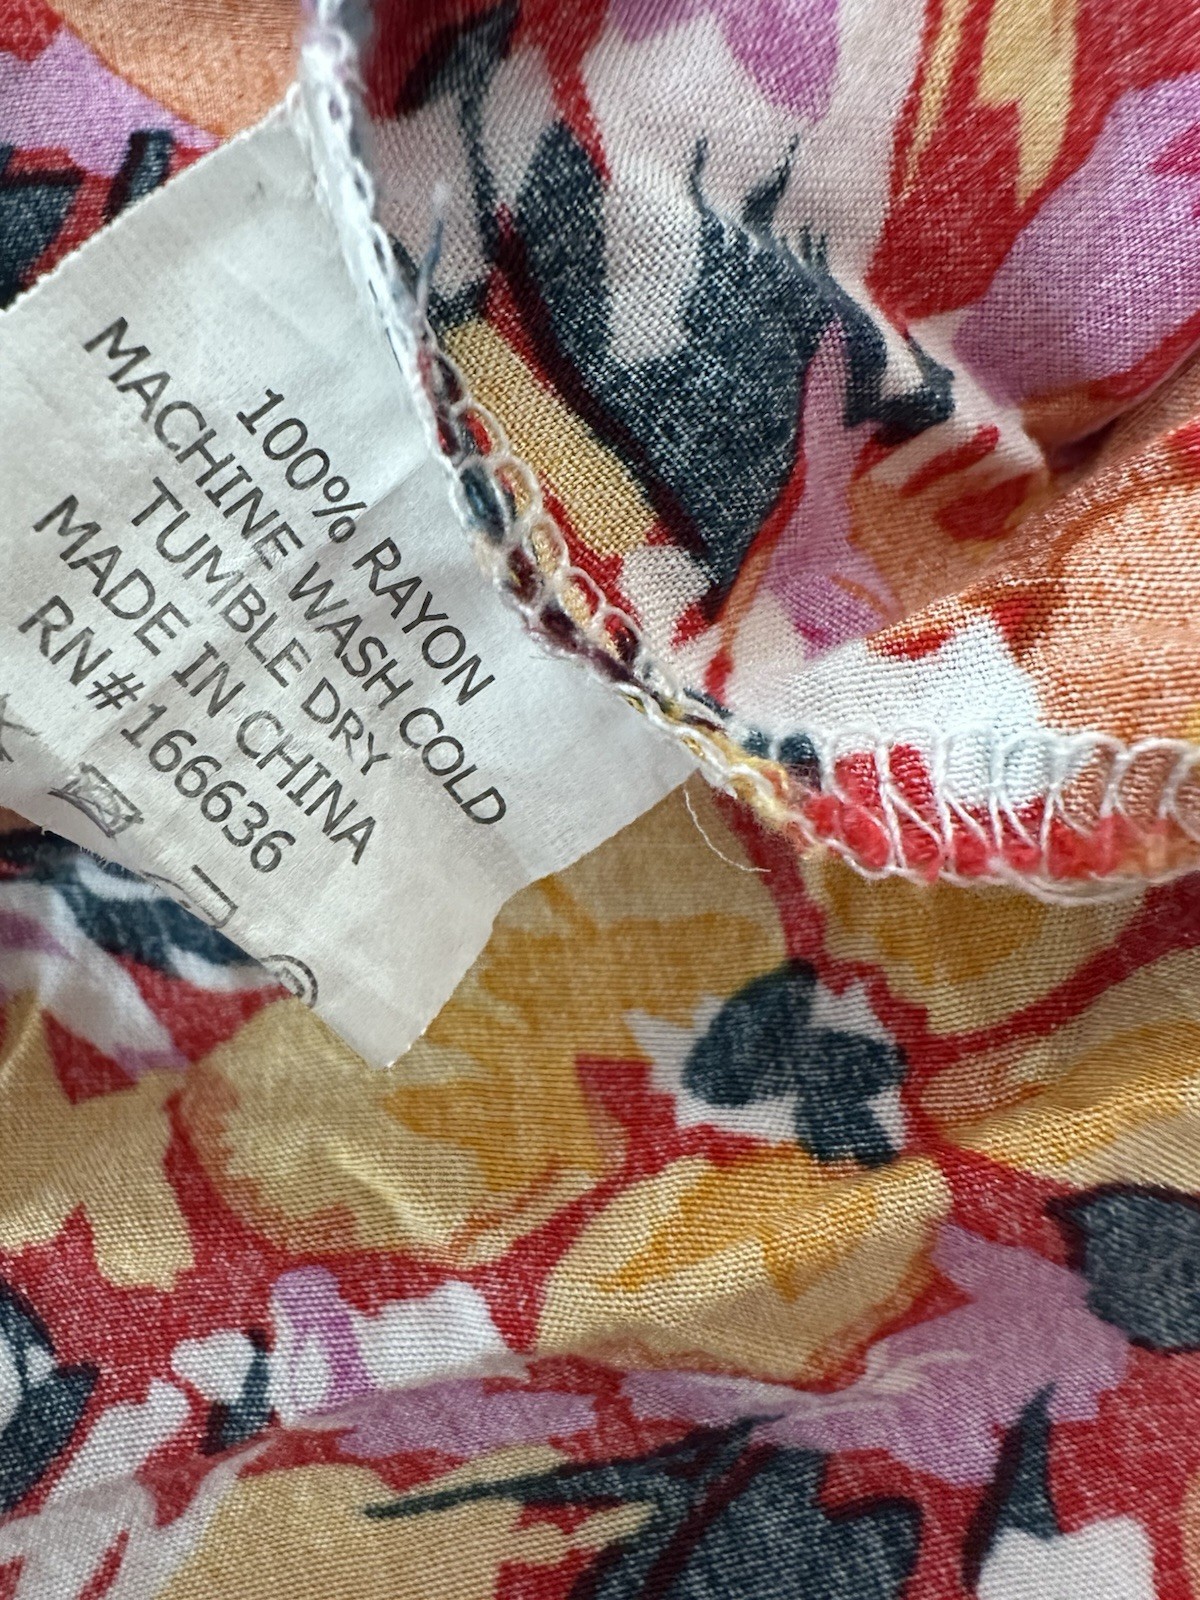 100% RAYON
MACHINE WASH COLD
TUMBLE DRY
MADE IN CHINA
RN#166636